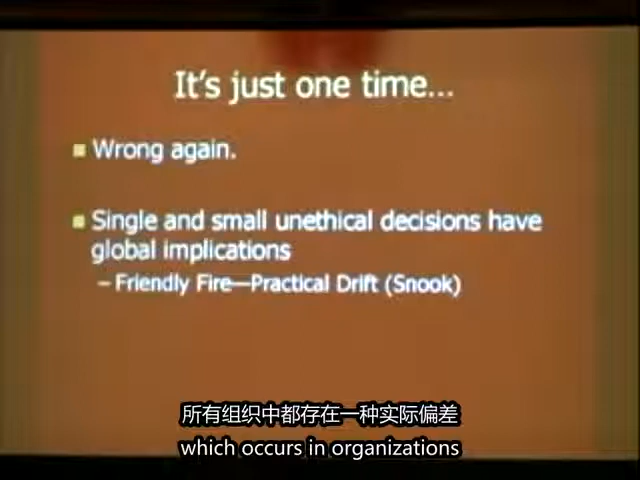 It's just one time...
Wrong again.
Single and small unethical decisions have
global implications
– Friendly Fire—Practical Drift (Snook)
所有组织中都存在一种实际偏差
which occurs in organizations